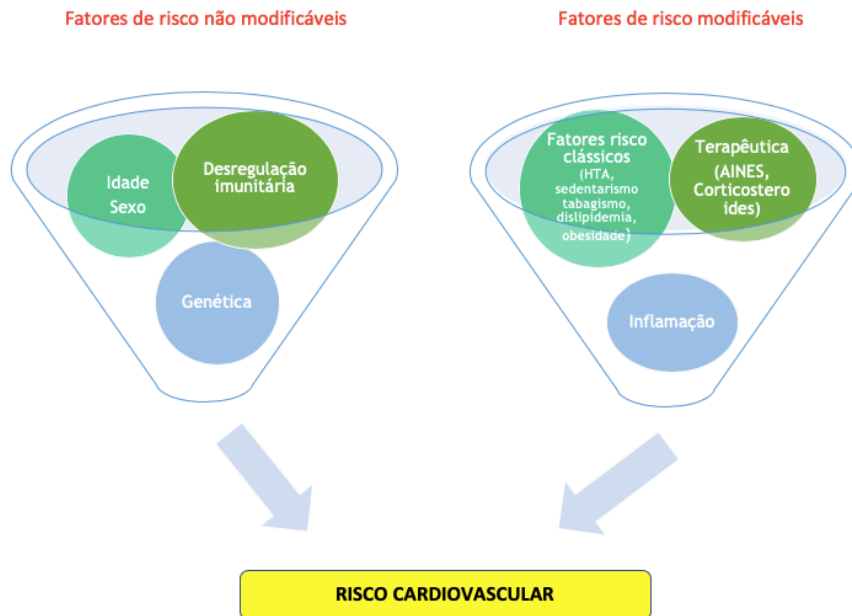 Fatores de risco não modificáveis
Fatores de risco modificáveis
Idade
Sexo
Desregulação
imunitária
Genética
Fatores risco
clássicos
(HTA,
sedentarismo
tabagismo,
dislipidemia,
obesidade)
Terapêutica
(AINES,
Corticostero
ides)
Inflamação
RISCO CARDIOVASCULAR